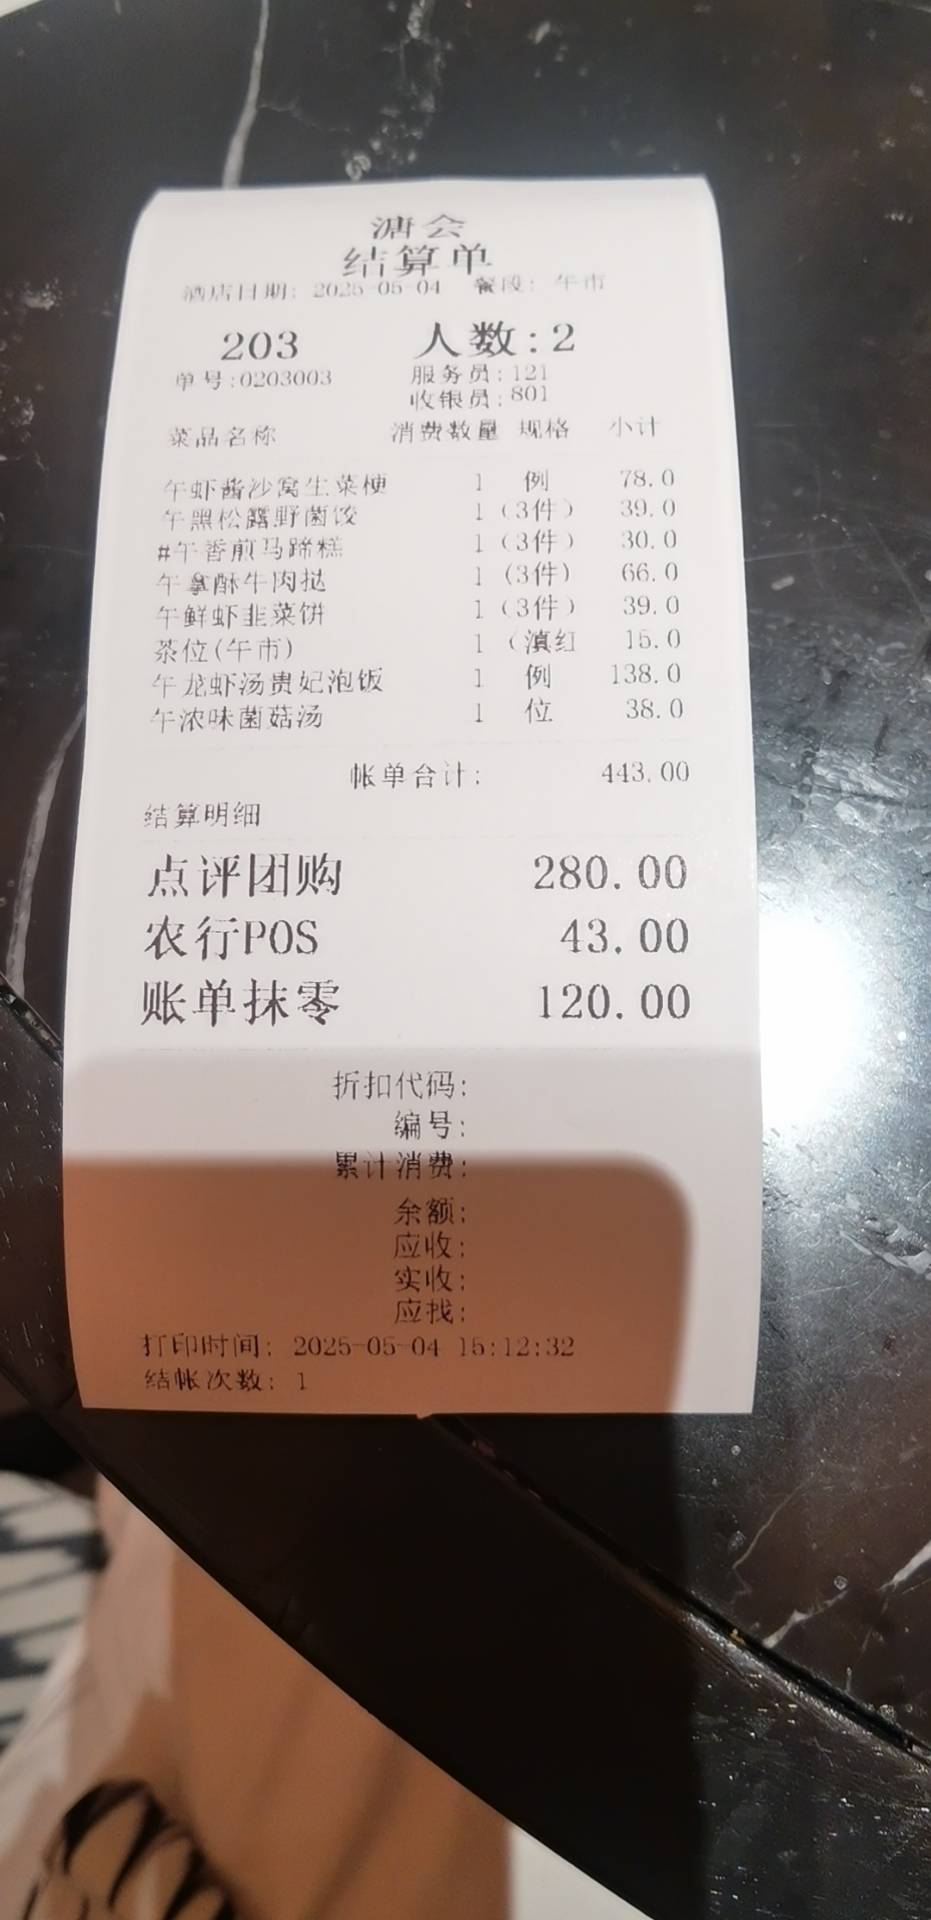 溏会
结算单
酒店日期: 2025-05-04 餐段: 午市
203 人数:2
单号:0203003 服务员:121
收银员:801
菜品名称 消费数量 规格 小计
午虾酱沙窝生菜梗 1 例 78.0
午黑松露野菌饺 1 (3件) 39.0
#午香煎马蹄糕 1 (3件) 30.0
午拿酥牛肉挞 1 (3件) 66.0
午鲜虾韭菜饼 1 (3件) 39.0
茶位(午市) 1 (滇红 15.0
午龙虾汤贵妃泡饭 1 例 138.0
午浓味菌菇汤 1 位 38.0
帐单合计: 443.00
结算明细
点评团购 280.00
农行POS 43.00
账单抹零 120.00
折扣代码:
编号:
累计消费:
余额:
应收:
实收:
应找:
打印时间: 2025-05-04 15:12:32
结帐次数: 1